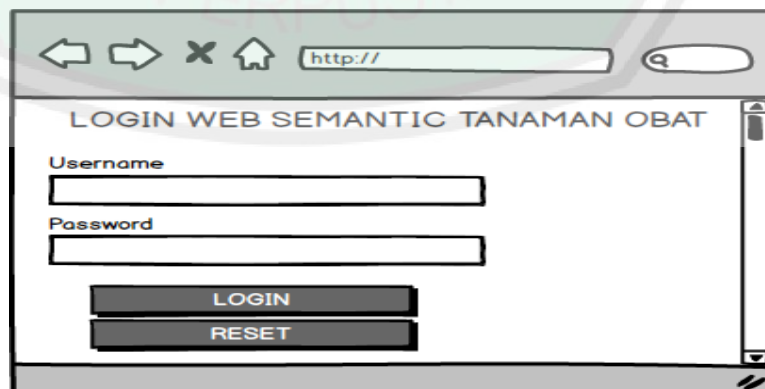 http://
LOGIN WEB SEMANTIC TANAMAN OBAT
Username
Password
LOGIN
RESET